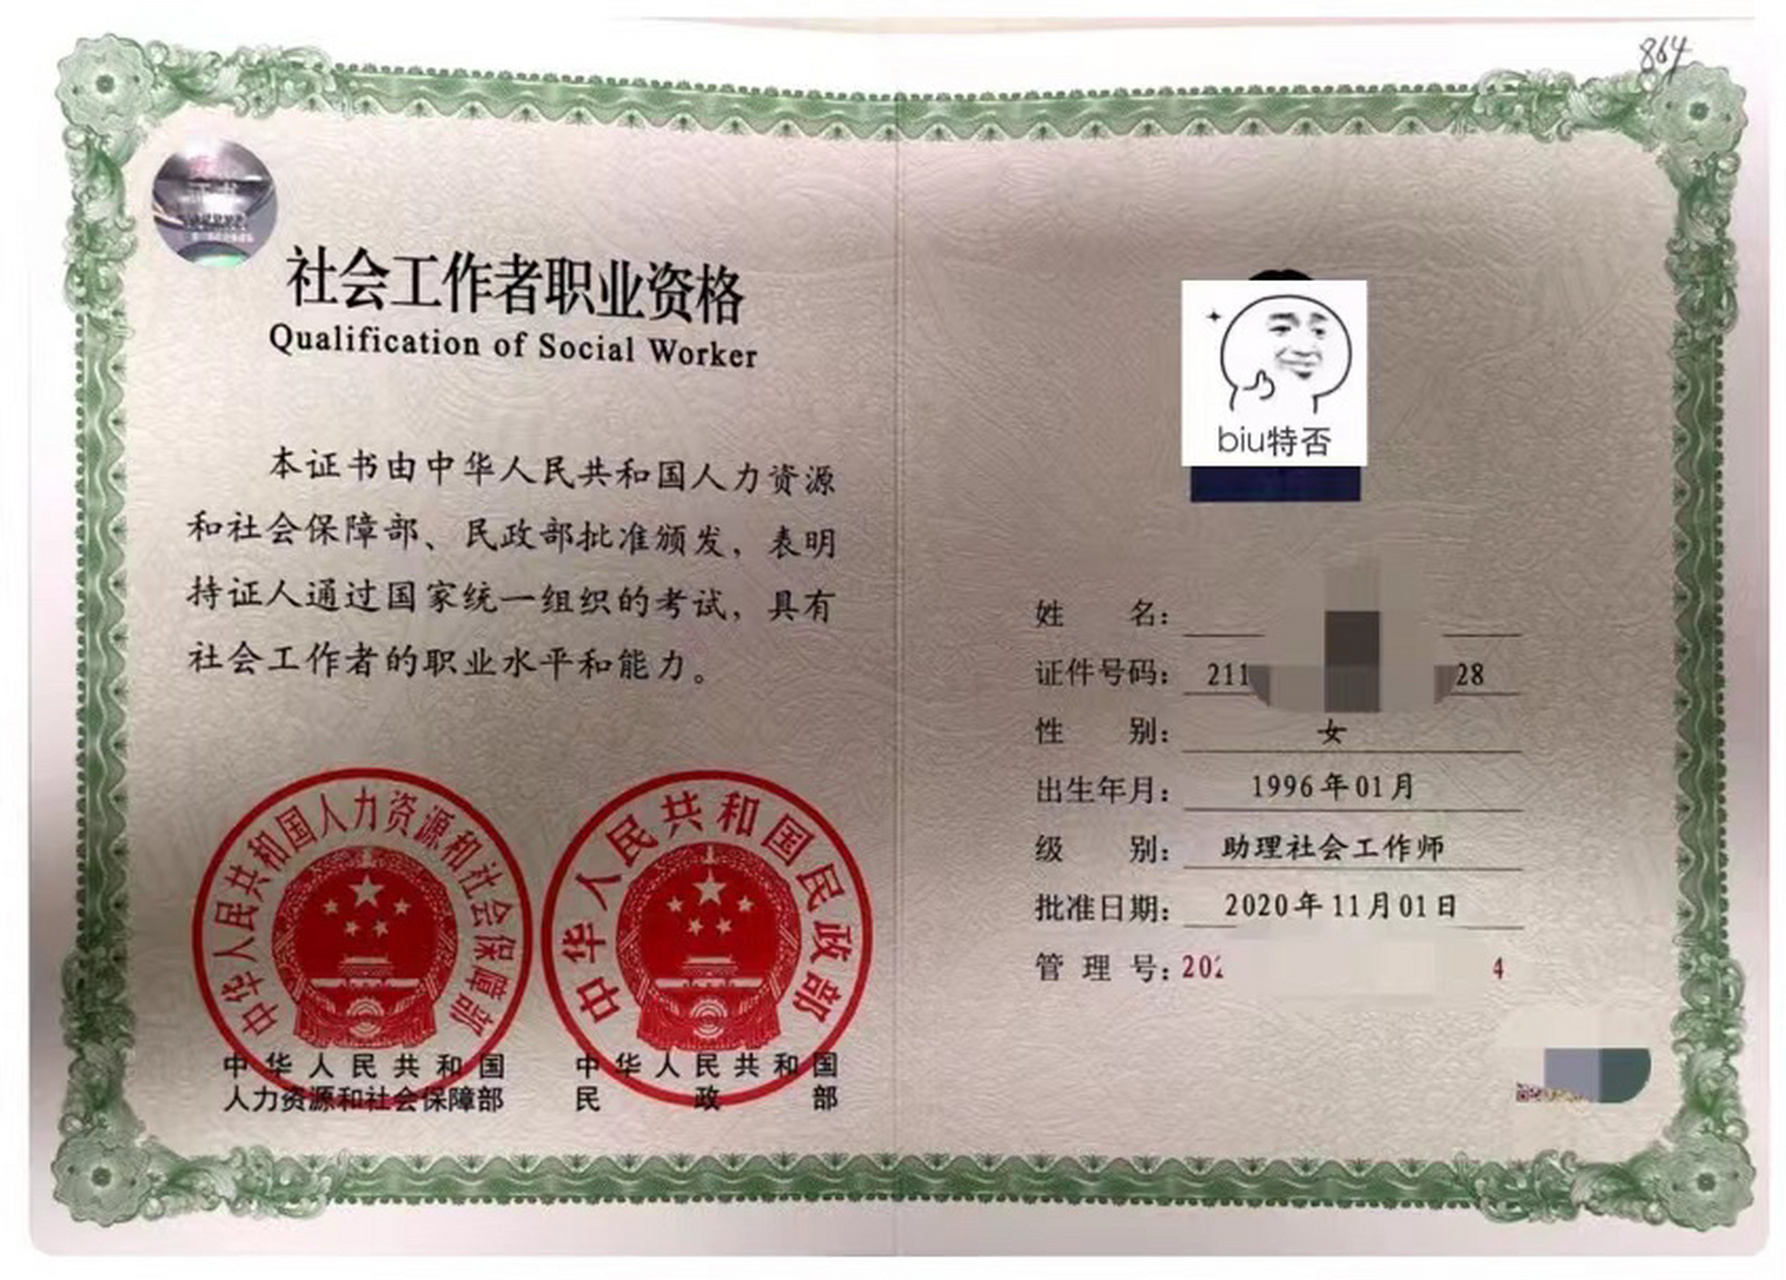 864
社会工作者职业资格
Qualification of Social Worker
本证书由中华人民共和国人力资源
和社会保障部、民政部批准颁发，表明
持证人通过国家统一组织的考试，具有
社会工作者的职业水平和能力。
中华人民共和国人力资源和社会保障部
中华人民共和国民政部
中华人民共和国
人力资源和社会保障部
中华人民共和国
民政部
biu特否
姓名：
证件号码：211 28
性别：女
出生年月：1996年01月
级别：助理社会工作师
批准日期：2020年11月01日
管理号：202 4